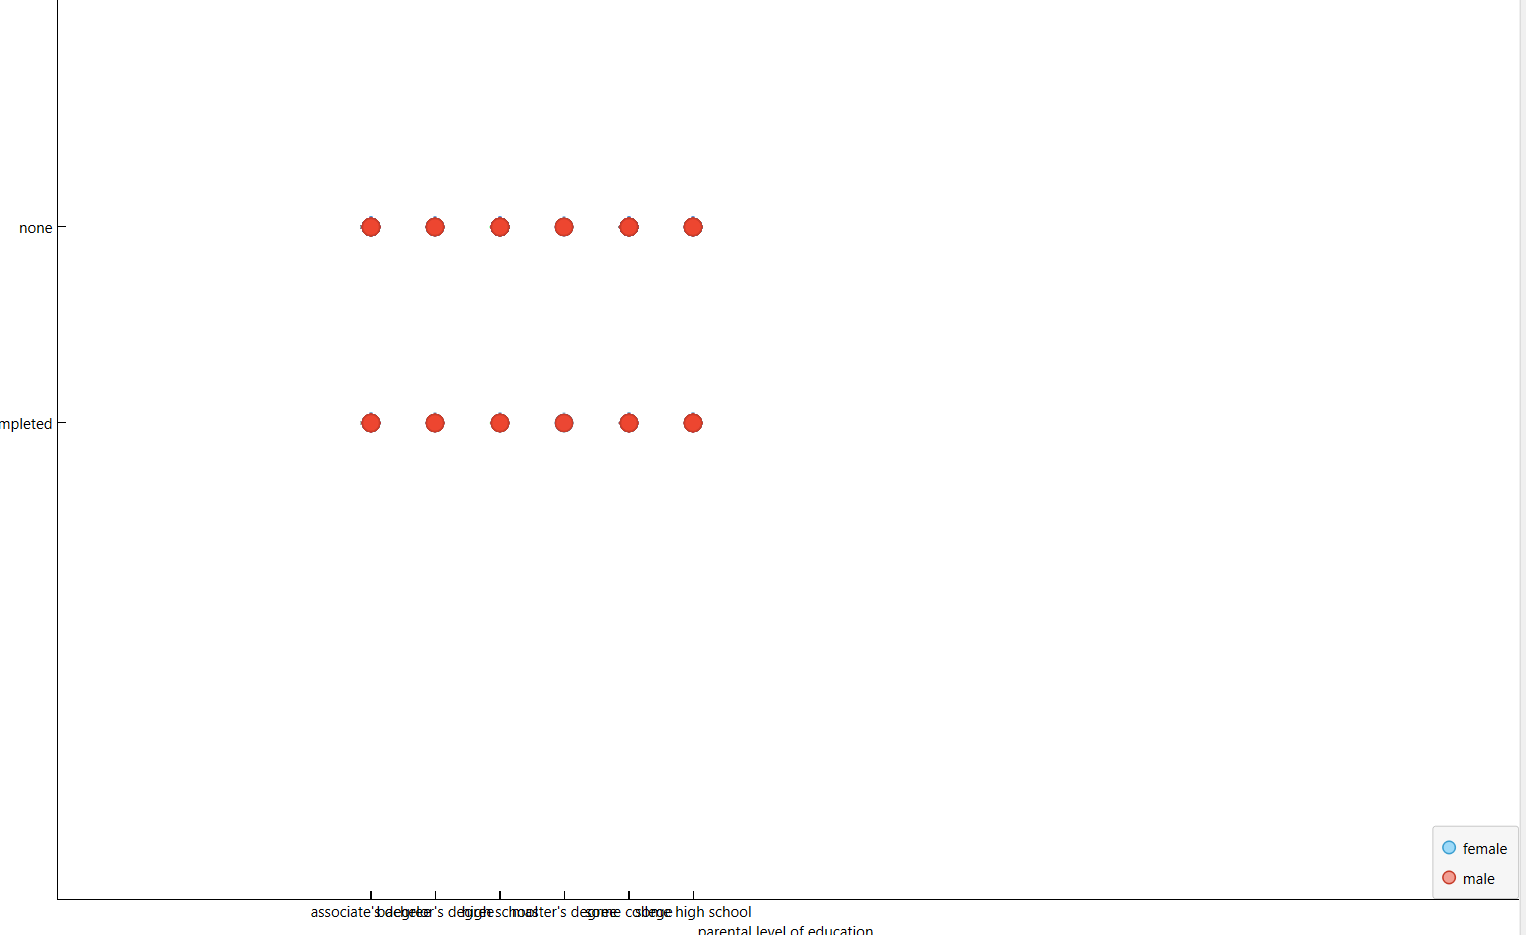 none
mpleted
female
male
associate's degree bachelor's degree high school master's degree some college some high school
parental level of education